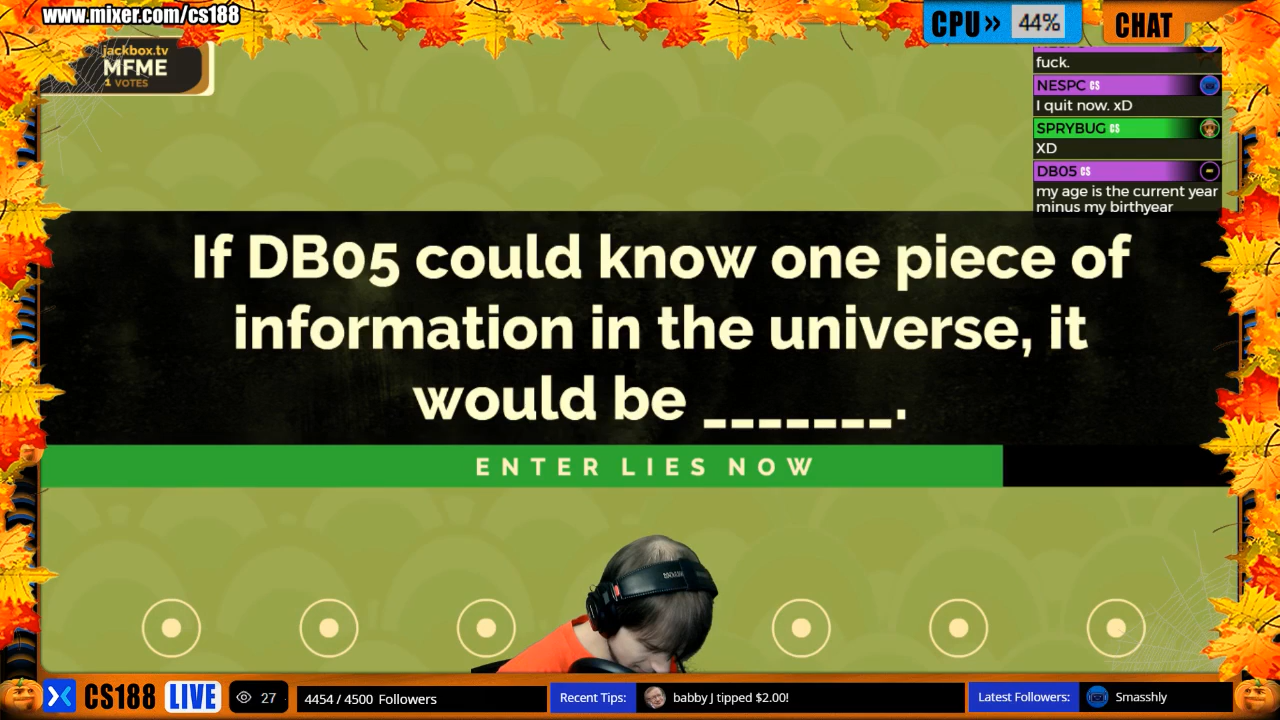 www.mixer.com/cs188
CPU» 44%
CHAT
jackbox.tv
MFME
1 VOTES
fuck.
NESPC CS
I quit now. xD
SPRYBUG CS
XD
DB05 CS
my age is the current year
minus my birthyear
If DB05 could know one piece of
information in the universe, it
would be _______.
ENTER LIES NOW
CS188 LIVE
27
4454 / 4500 Followers
Recent Tips:
babby J tipped $2.00!
Latest Followers:
Smasshly